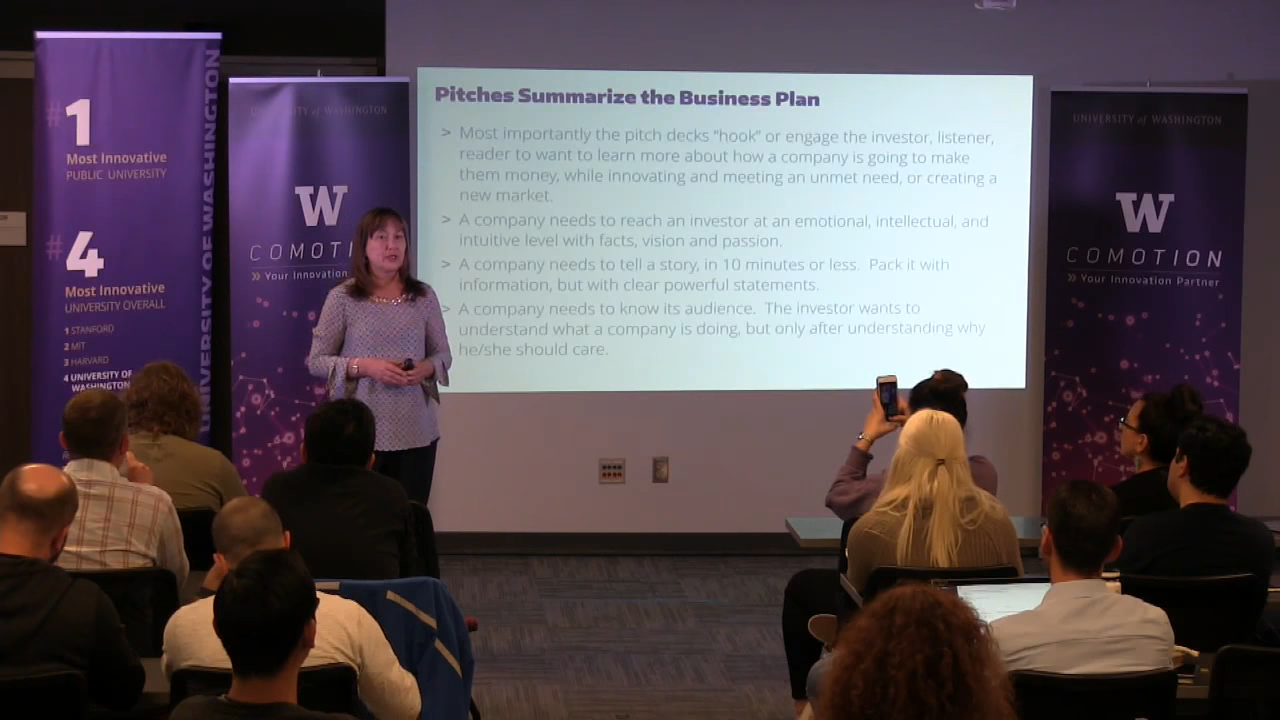 #1
Most Innovative
PUBLIC UNIVERSITY
#4
Most Innovative
UNIVERSITY OVERALL
1 STANFORD
2 MIT
3 HARVARD
4 UNIVERSITY OF
WASHINGTON
UNIVERSITY OF WASHINGTON
UNIVERSITY of WASHINGTON
W
COMOTI
» Your Innovation
Pitches Summarize the Business Plan
> Most importantly the pitch decks "hook" or engage the investor, listener,
reader to want to learn more about how a company is going to make
them money, while innovating and meeting an unmet need, or creating a
new market.
> A company needs to reach an investor at an emotional, intellectual, and
intuitive level with facts, vision and passion.
> A company needs to tell a story, in 10 minutes or less. Pack it with
information, but with clear powerful statements.
> A company needs to know its audience. The investor wants to
understand what a company is doing, but only after understanding why
he/she should care.
UNIVERSITY of WASHINGTON
W
COMOTION
» Your Innovation Partner